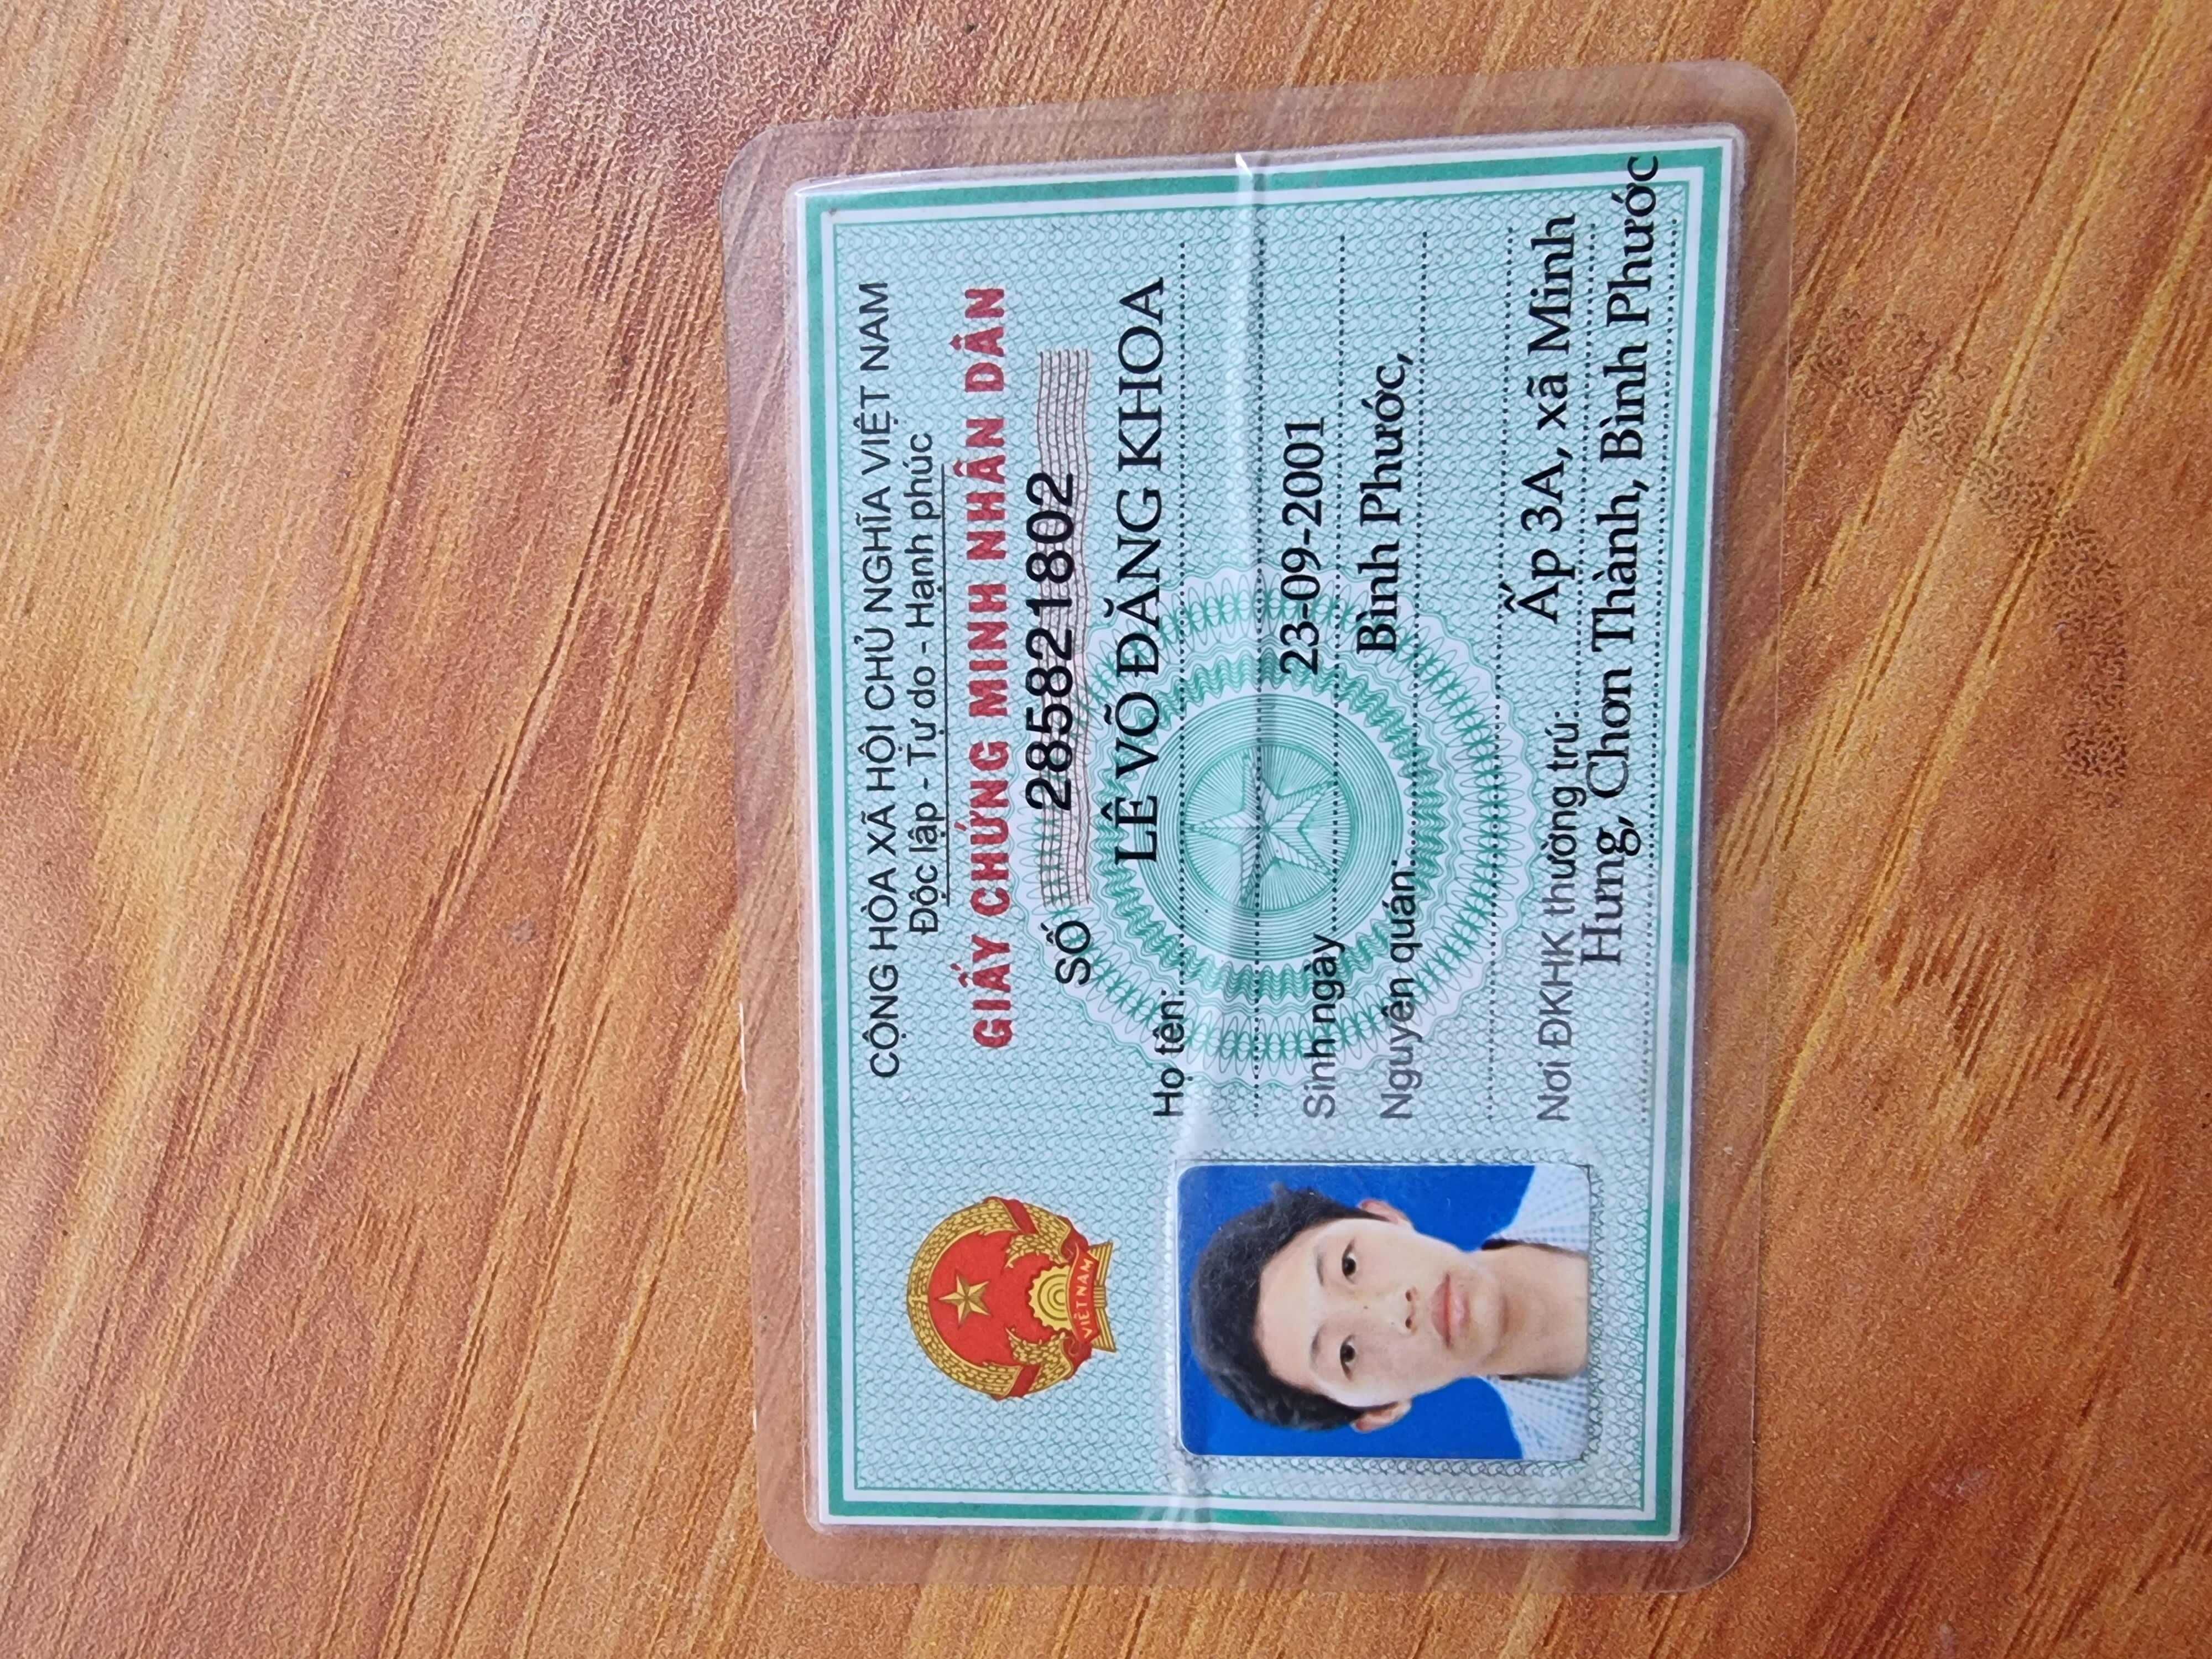 CỘNG HÒA XÃ HỘI CHỦ NGHĨA VIỆT NAM
Độc lập - Tự do - Hạnh phúc
GIẤY CHỨNG MINH NHÂN DÂN
SỐ 285821802
Họ tên: LÊ VÕ ĐĂNG KHOA
Sinh ngày 23-09-2001
Nguyên quán Bình Phước,
Nơi ĐKHK thường trú: Ấp 3A, xã Minh
Hưng, Chơn Thành, Bình Phước
VIỆT NAM